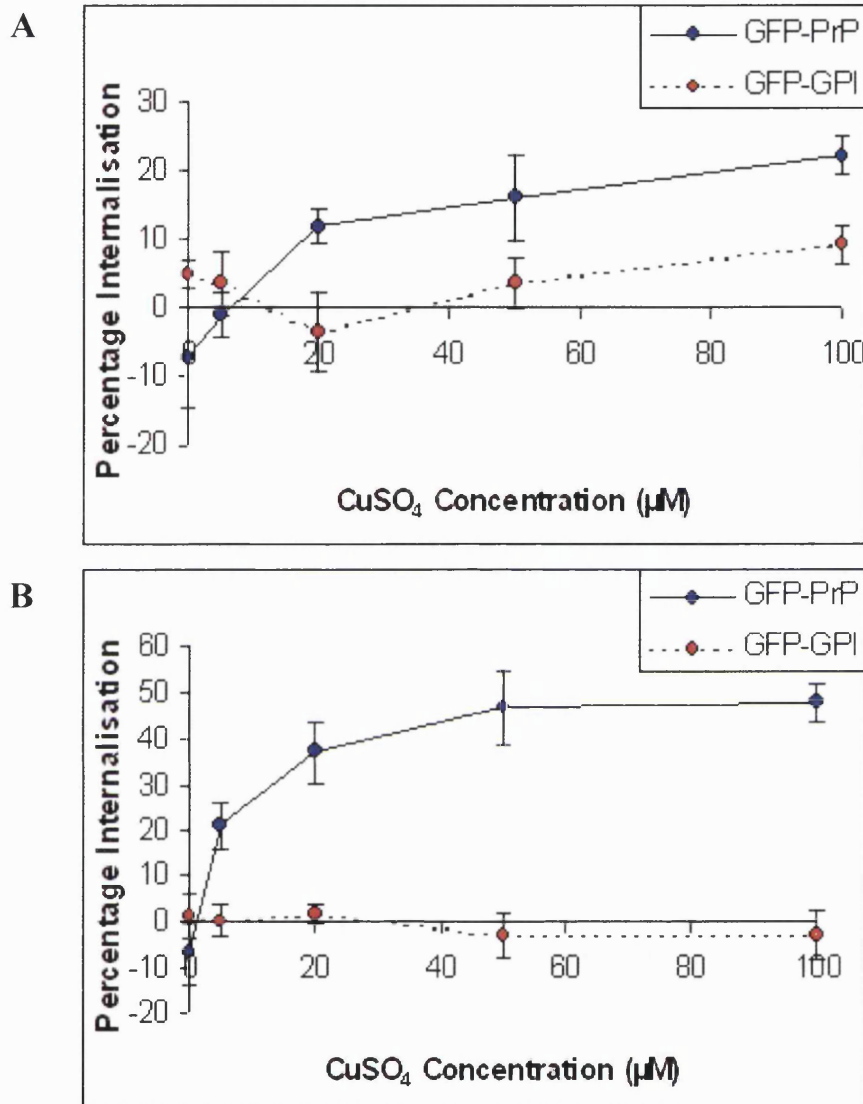 A
GFP-PrP
GFP-GPI
Percentage Internalisation
30
20
10
0
-10
-20
0 20 40 60 80 100
CuSO₄ Concentration (µM)
B
GFP-PrP
GFP-GPI
Percentage Internalisation
60
50
40
30
20
10
0
-10
-20
0 20 40 60 80 100
CuSO₄ Concentration (µM)